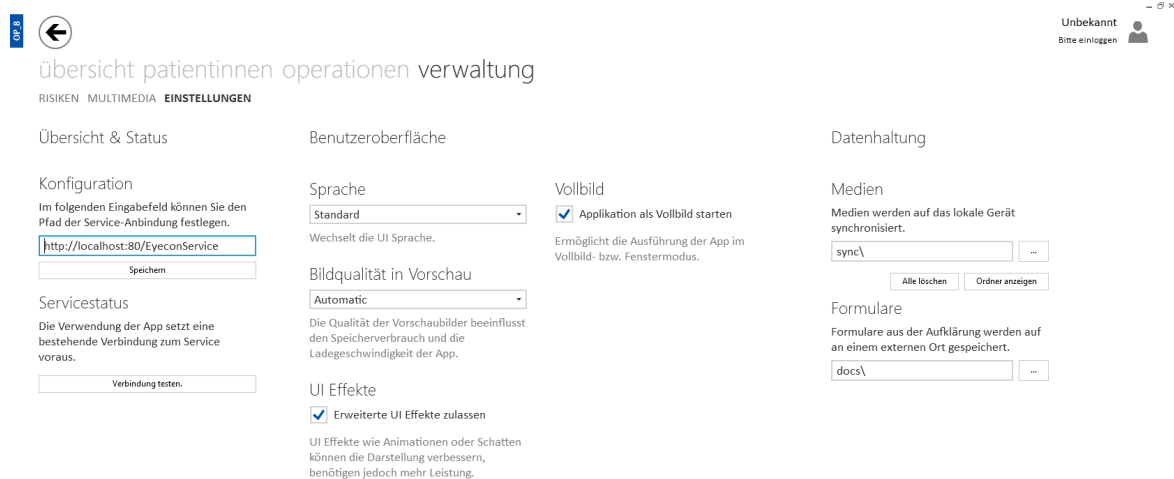 OP_8
Unbekannt
Bitte einloggen
übersicht patientinnen operationen verwaltung
RISIKEN MULTIMEDIA EINSTELLUNGEN
Übersicht & Status
Konfiguration
Im folgenden Eingabefeld können Sie den
Pfad der Service-Anbindung festlegen.
http://localhost:80/EyeconService
Speichern
Servicestatus
Die Verwendung der App setzt eine
bestehende Verbindung zum Service
voraus.
Verbindung testen.
Benutzeroberfläche
Sprache
Standard
Wechselt die UI Sprache.
Bildqualität in Vorschau
Automatic
Die Qualität der Vorschaubilder beeinflusst
den Speicherverbrauch und die
Ladegeschwindigkeit der App.
UI Effekte
Erweiterte UI Effekte zulassen
UI Effekte wie Animationen oder Schatten
können die Darstellung verbessern,
benötigen jedoch mehr Leistung.
Vollbild
Applikation als Vollbild starten
Ermöglicht die Ausführung der App im
Vollbild- bzw. Fenstermodus.
Datenhaltung
Medien
Medien werden auf das lokale Gerät
synchronisiert.
sync\ ...
Alle löschen Ordner anzeigen
Formulare
Formulare aus der Aufklärung werden auf
an einem externen Ort gespeichert.
docs\ ...